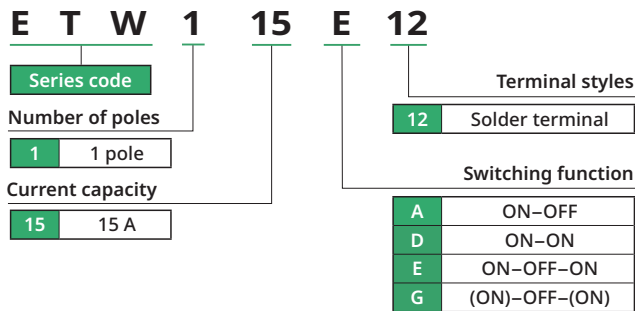 E T W 1 15 E 12
Series code
Number of poles
1 1 pole
Current capacity
15 15 A
Terminal styles
12 Solder terminal
Switching function
A ON–OFF
D ON–ON
E ON–OFF–ON
G (ON)–OFF–(ON)